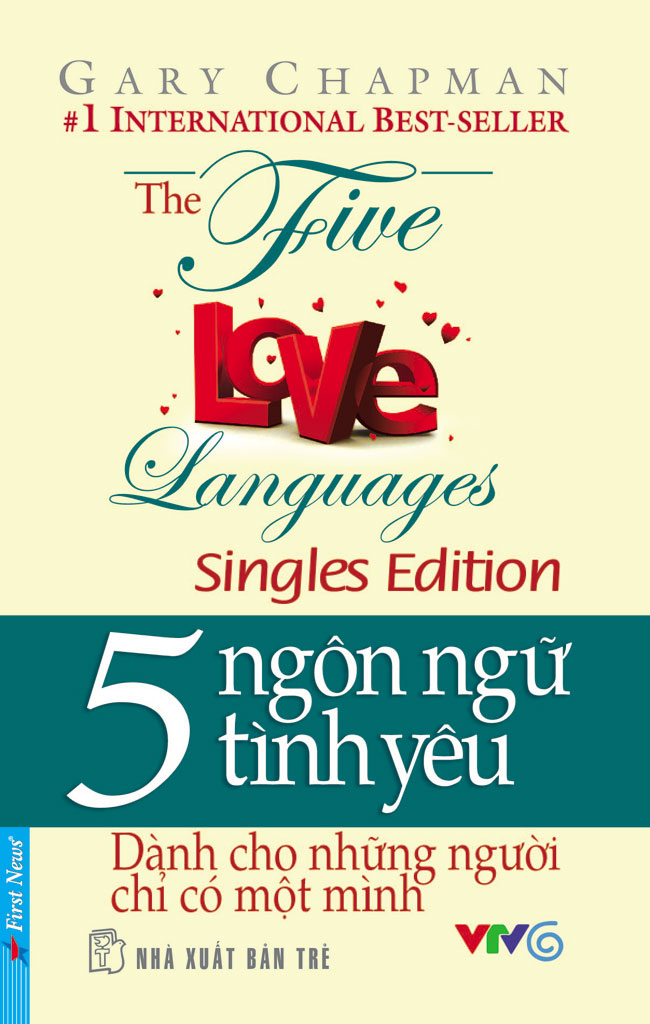 GARY CHAPMAN
#1 INTERNATIONAL BEST-SELLER
The Five
LOVe
Languages
Singles Edition
5 ngôn ngữ
tình yêu
Dành cho những người
chỉ có một mình
First News®
NHÀ XUẤT BẢN TRẺ
VTV6